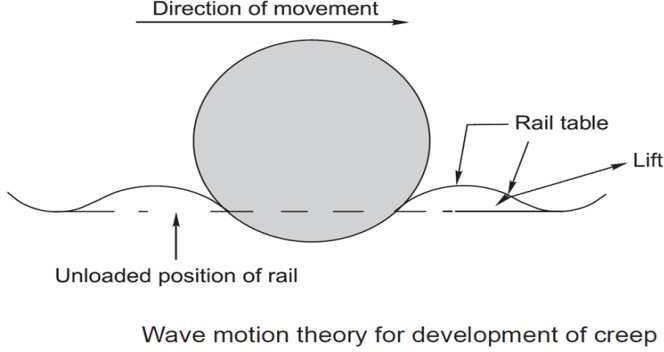 Direction of movement
Rail table
Lift
Unloaded position of rail
Wave motion theory for development of creep